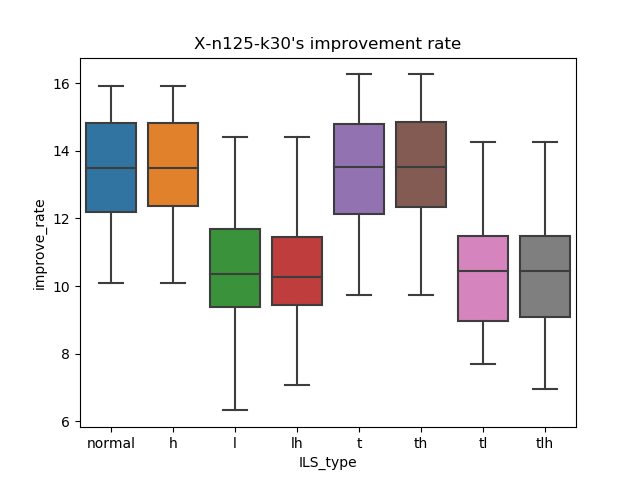 X-n125-k30's improvement rate
improve_rate
16
14
12
10
8
6
normal h l lh t th tl tlh
ILS_type